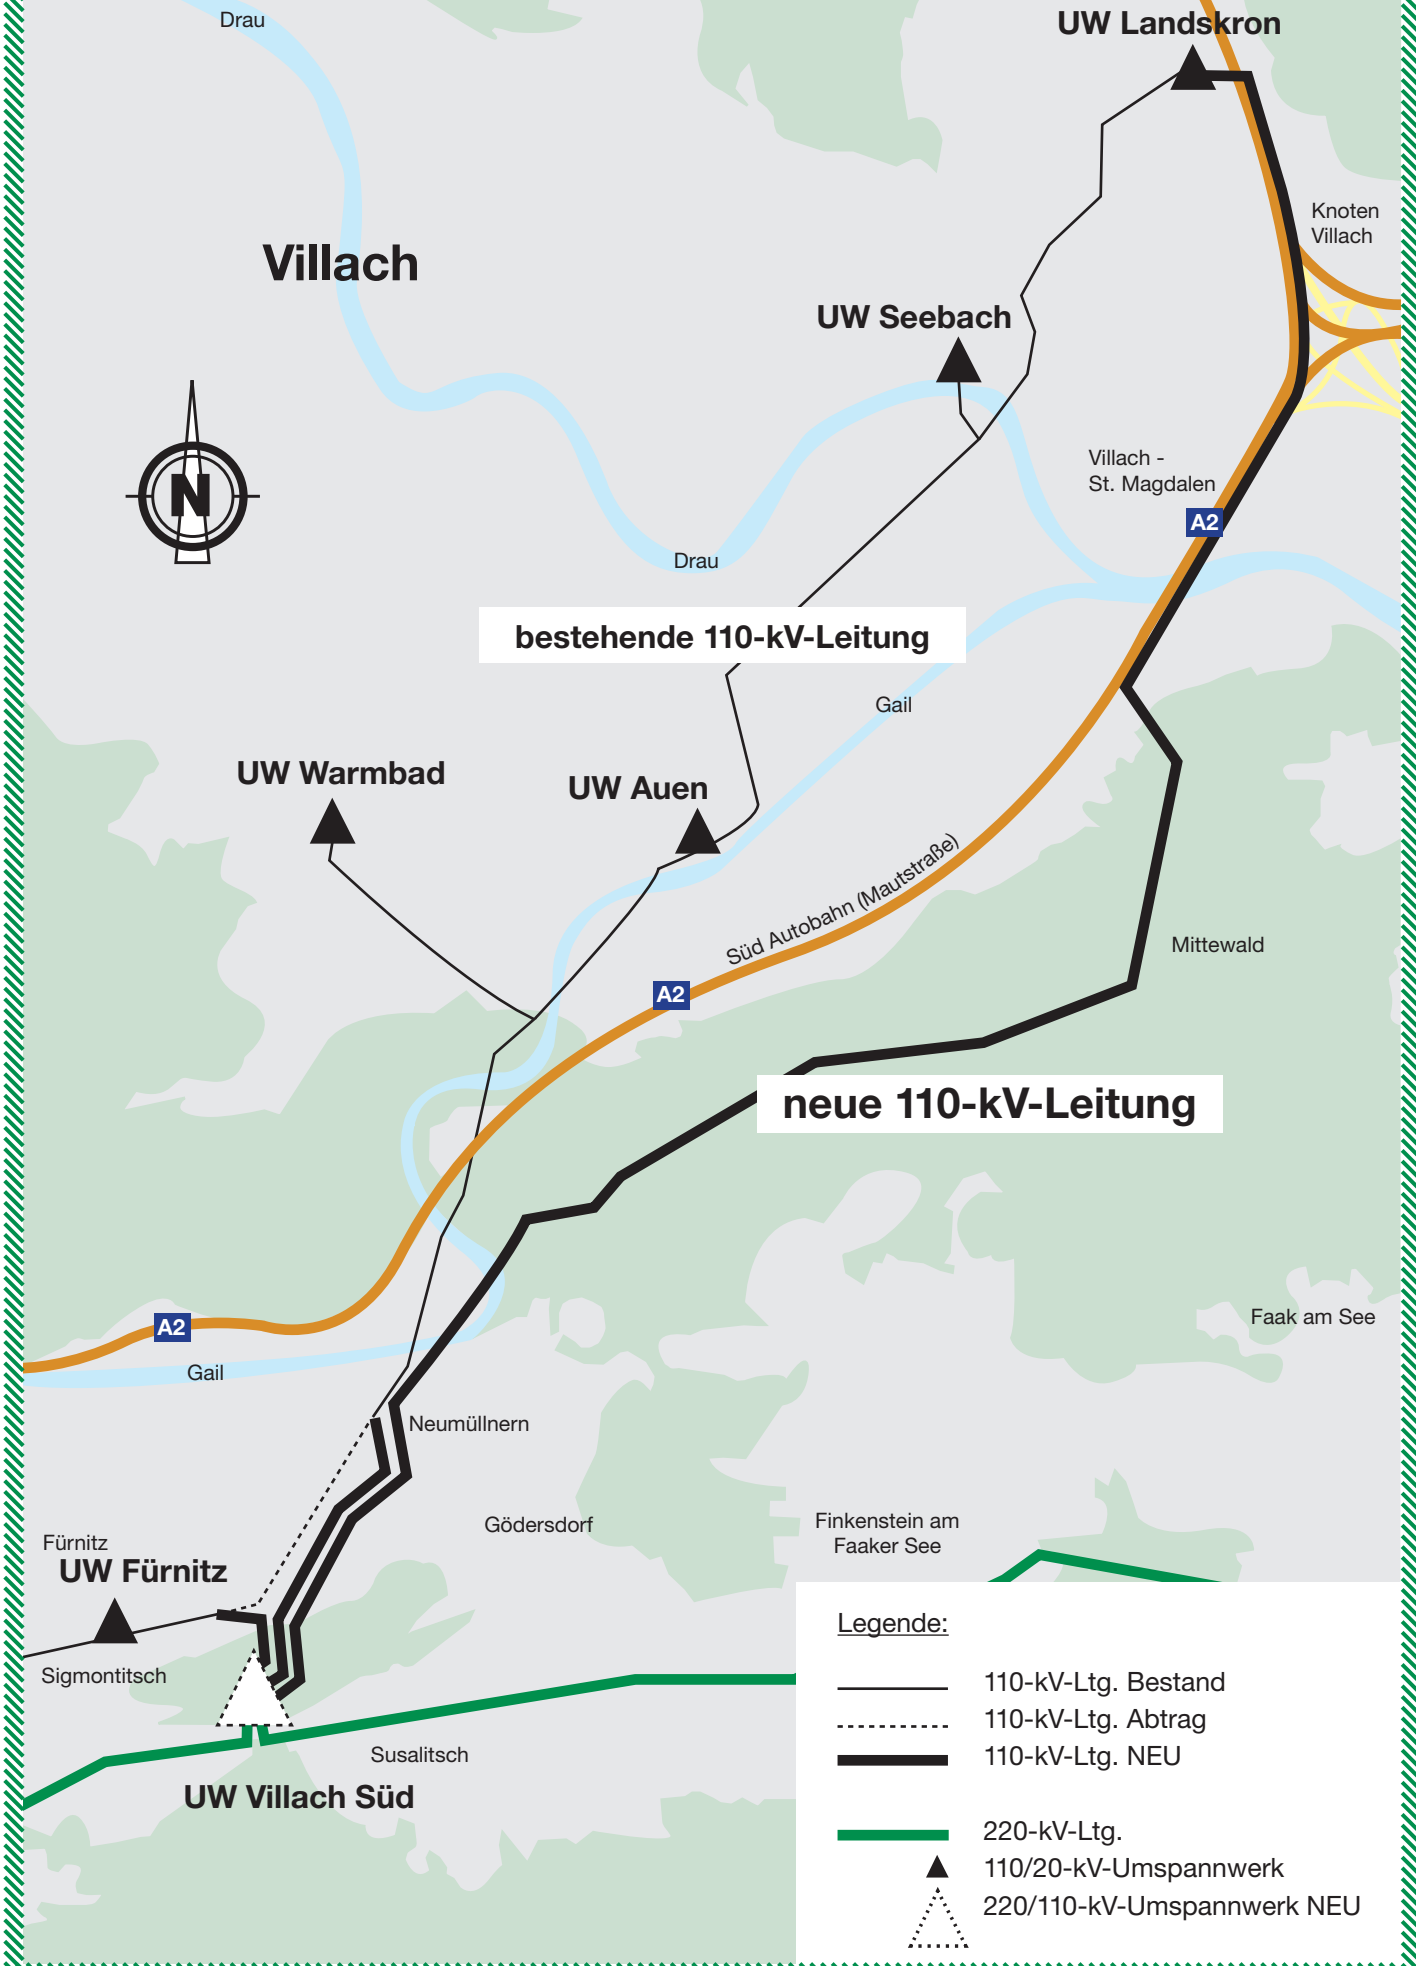 Drau
UW Landskron
Knoten
Villach
Villach
UW Seebach
Villach -
St. Magdalen
N
A2
Drau
bestehende 110-kV-Leitung
Gail
UW Warmbad
UW Auen
Süd Autobahn (Mautstraße)
Mittewald
A2
neue 110-kV-Leitung
A2
Faak am See
Gail
Neumüllnern
Gödersdorf
Finkenstein am
Faaker See
Fürnitz
UW Fürnitz
Sigmontitsch
Susalitsch
UW Villach Süd
Legende:
110-kV-Ltg. Bestand
110-kV-Ltg. Abtrag
110-kV-Ltg. NEU
220-kV-Ltg.
110/20-kV-Umspannwerk
220/110-kV-Umspannwerk NEU